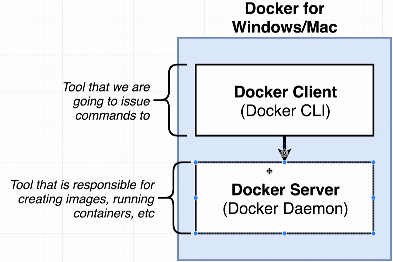 Docker for
Windows/Mac
Tool that we are
going to issue
commands to
Docker Client
(Docker CLI)
Tool that is responsible for
creating images, running
containers, etc
Docker Server
(Docker Daemon)